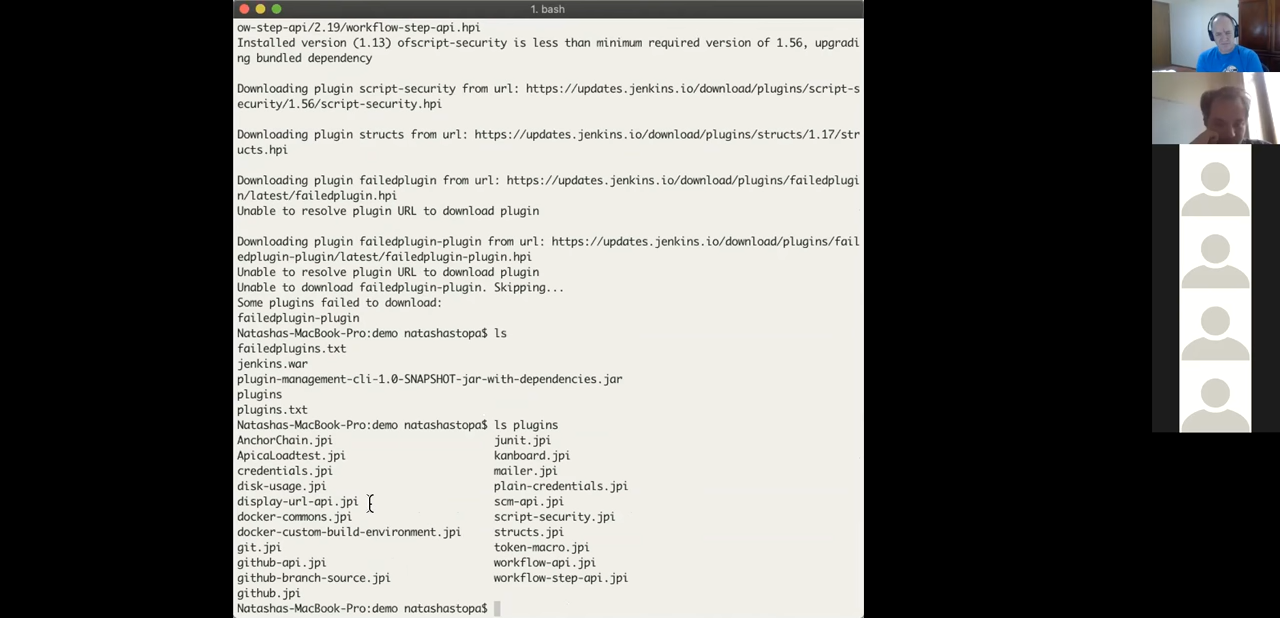 1. bash
ow-step-api/2.19/workflow-step-api.hpi
Installed version (1.13) ofscript-security is less than minimum required version of 1.56, upgradi
ng bundled dependency
Downloading plugin script-security from url: https://updates.jenkins.io/download/plugins/script-s
ecurity/1.56/script-security.hpi
Downloading plugin structs from url: https://updates.jenkins.io/download/plugins/structs/1.17/str
ucts.hpi
Downloading plugin failedplugin from url: https://updates.jenkins.io/download/plugins/failedplugi
n/latest/failedplugin.hpi
Unable to resolve plugin URL to download plugin
Downloading plugin failedplugin-plugin from url: https://updates.jenkins.io/download/plugins/fail
edplugin-plugin/latest/failedplugin-plugin.hpi
Unable to resolve plugin URL to download plugin
Unable to download failedplugin-plugin. Skipping...
Some plugins failed to download:
failedplugin-plugin
Natashas-MacBook-Pro:demo natashastopa$ ls
failedplugins.txt
jenkins.war
plugin-management-cli-1.0-SNAPSHOT-jar-with-dependencies.jar
plugins
plugins.txt
Natashas-MacBook-Pro:demo natashastopa$ ls plugins
AnchorChain.jpi junit.jpi
ApicaLoadtest.jpi kanboard.jpi
credentials.jpi mailer.jpi
disk-usage.jpi plain-credentials.jpi
display-url-api.jpi scm-api.jpi
docker-commons.jpi script-security.jpi
docker-custom-build-environment.jpi structs.jpi
git.jpi token-macro.jpi
github-api.jpi workflow-api.jpi
github-branch-source.jpi workflow-step-api.jpi
github.jpi
Natashas-MacBook-Pro:demo natashastopa$